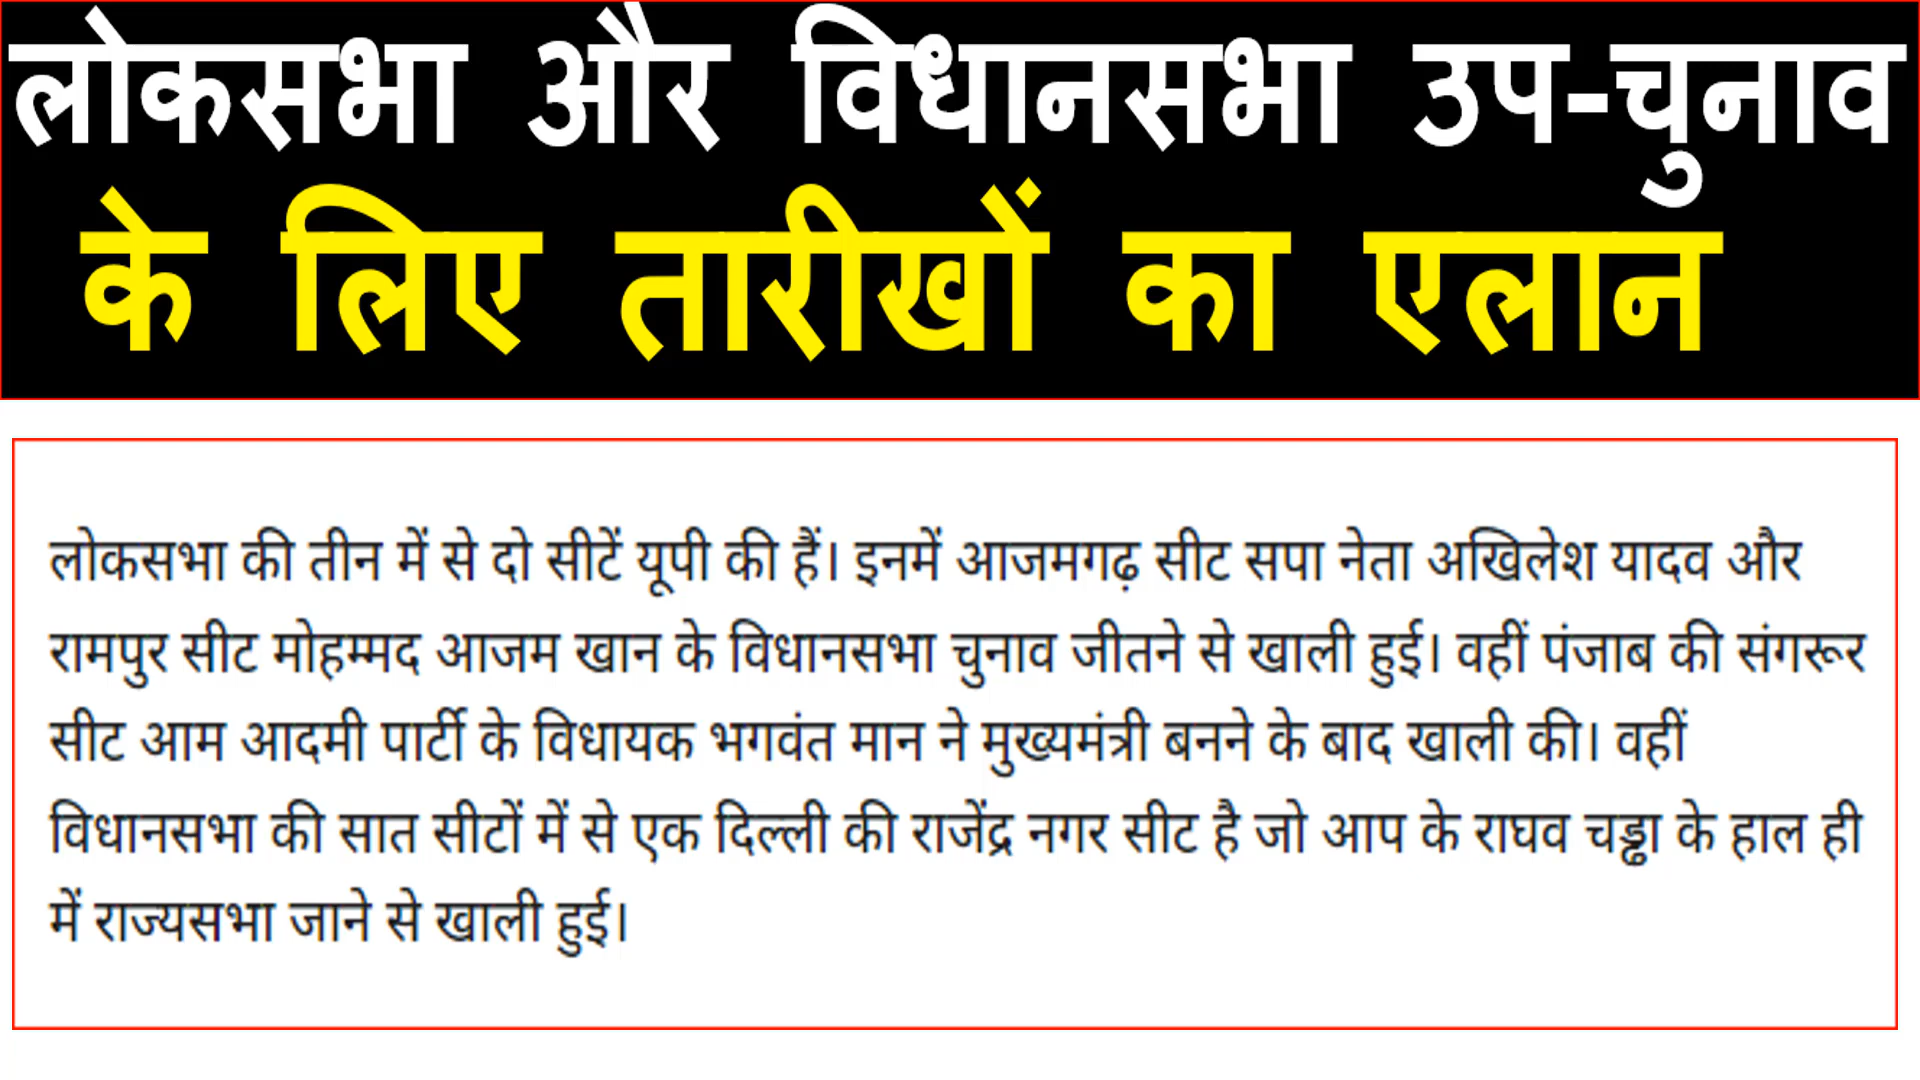 लोकसभा और विधानसभा उप-चुनाव
के लिए तारीखों का एलान
लोकसभा की तीन में से दो सीटें यूपी की हैं। इनमें आजमगढ़ सीट सपा नेता अखिलेश यादव और
रामपुर सीट मोहम्मद आजम खान के विधानसभा चुनाव जीतने से खाली हुई। वहीं पंजाब की संगरूर
सीट आम आदमी पार्टी के विधायक भगवंत मान ने मुख्यमंत्री बनने के बाद खाली की। वहीं
विधानसभा की सात सीटों में से एक दिल्ली की राजेंद्र नगर सीट है जो आप के राघव चड्ढा के हाल ही
में राज्यसभा जाने से खाली हुई।